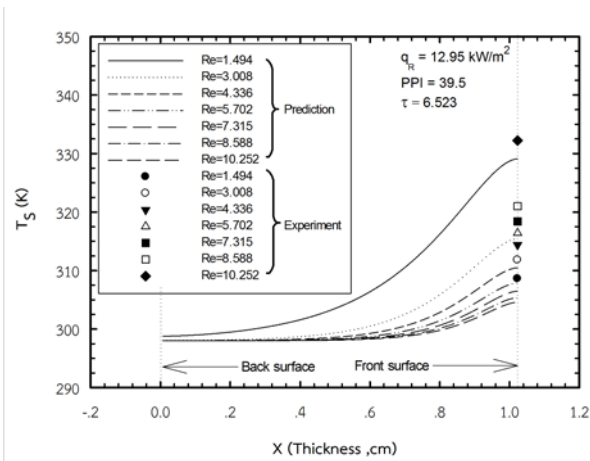 350
340
330
320
310
300
290
T_S (K)
Re=1.494
Re=3.008
Re=4.336
Re=5.702
Re=7.315
Re=8.588
Re=10.252
Prediction
Re=1.494
Re=3.008
Re=4.336
Re=5.702
Re=7.315
Re=8.588
Re=10.252
Experiment
q_R = 12.95 kW/m²
PPI = 39.5
τ = 6.523
Back surface
Front surface
-.2 0.0 .2 .4 .6 .8 1.0 1.2
X (Thickness ,cm)